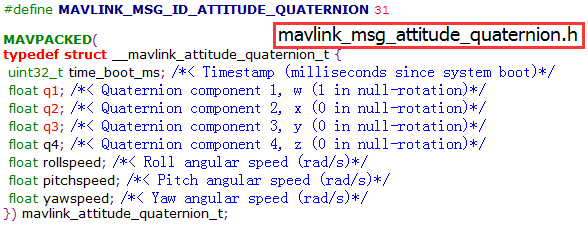 #define MAVLINK_MSG_ID_ATTITUDE_QUATERNION 31
mavlink_msg_attitude_quaternion.h
MAVPACKED(
typedef struct __mavlink_attitude_quaternion_t {
uint32_t time_boot_ms; /*< Timestamp (milliseconds since system boot)*/
float q1; /*< Quaternion component 1, w (1 in null-rotation)*/
float q2; /*< Quaternion component 2, x (0 in null-rotation)*/
float q3; /*< Quaternion component 3, y (0 in null-rotation)*/
float q4; /*< Quaternion component 4, z (0 in null-rotation)*/
float rollspeed; /*< Roll angular speed (rad/s)*/
float pitchspeed; /*< Pitch angular speed (rad/s)*/
float yawspeed; /*< Yaw angular speed (rad/s)*/
}) mavlink_attitude_quaternion_t;